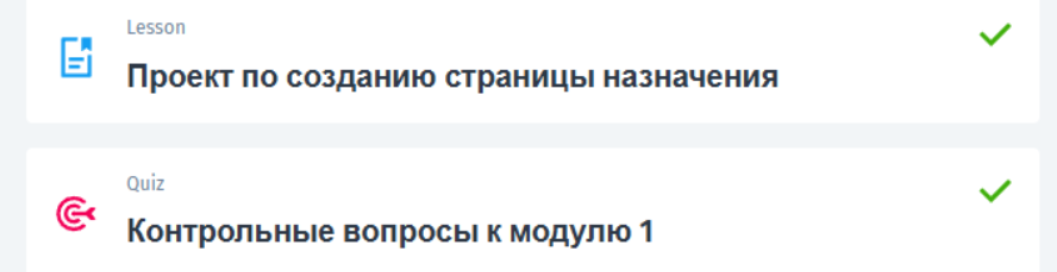 Lesson
Проект по созданию страницы назначения
Quiz
Контрольные вопросы к модулю 1